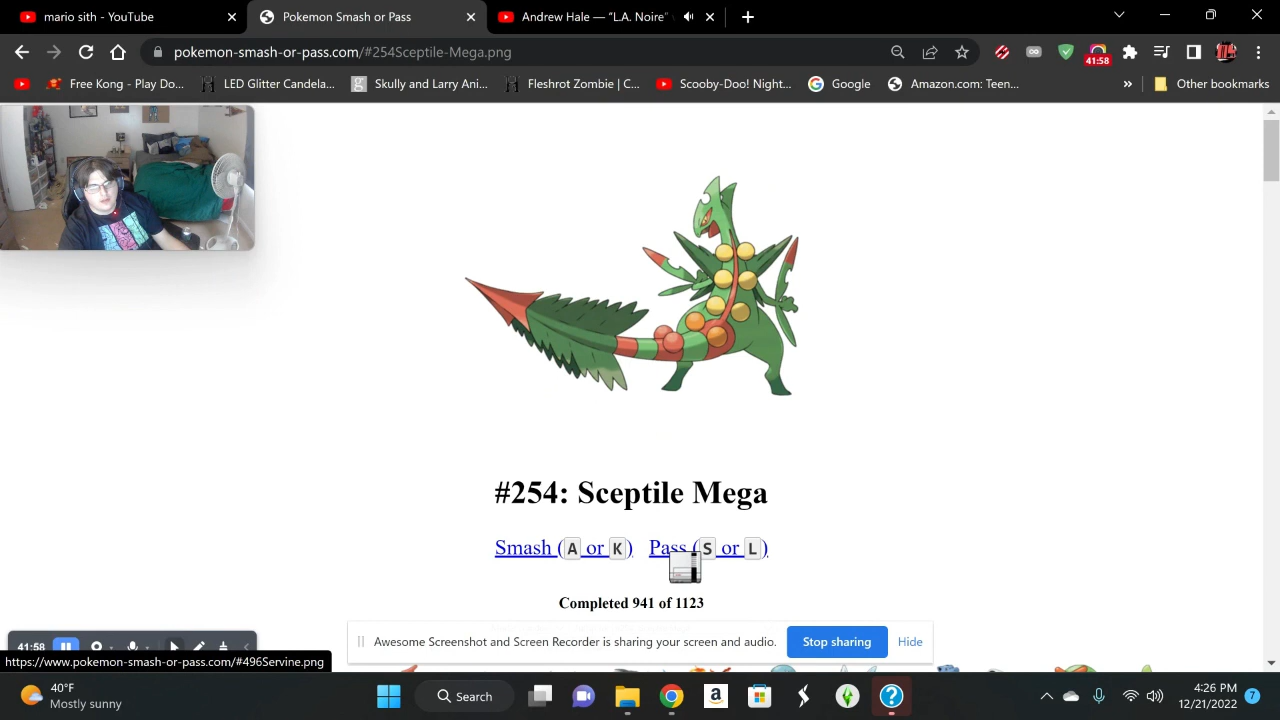 mario sith - YouTube
Pokemon Smash or Pass
Andrew Hale — “L.A. Noire”
pokemon-smash-or-pass.com/#254Sceptile-Mega.png
41:58
Free Kong - Play Do...
LED Glitter Candela...
Skully and Larry Ani...
Fleshrot Zombie | C...
Scooby-Doo! Night...
Google
Amazon.com: Teen...
»
Other bookmarks
#254: Sceptile Mega
Smash (A or K) Pass (S or L)
Completed 941 of 1123
Awesome Screenshot and Screen Recorder is sharing your screen and audio.
Stop sharing
Hide
41:58
https://www.pokemon-smash-or-pass.com/#496Servine.png
40°F
Mostly sunny
Search
4:26 PM
12/21/2022
7